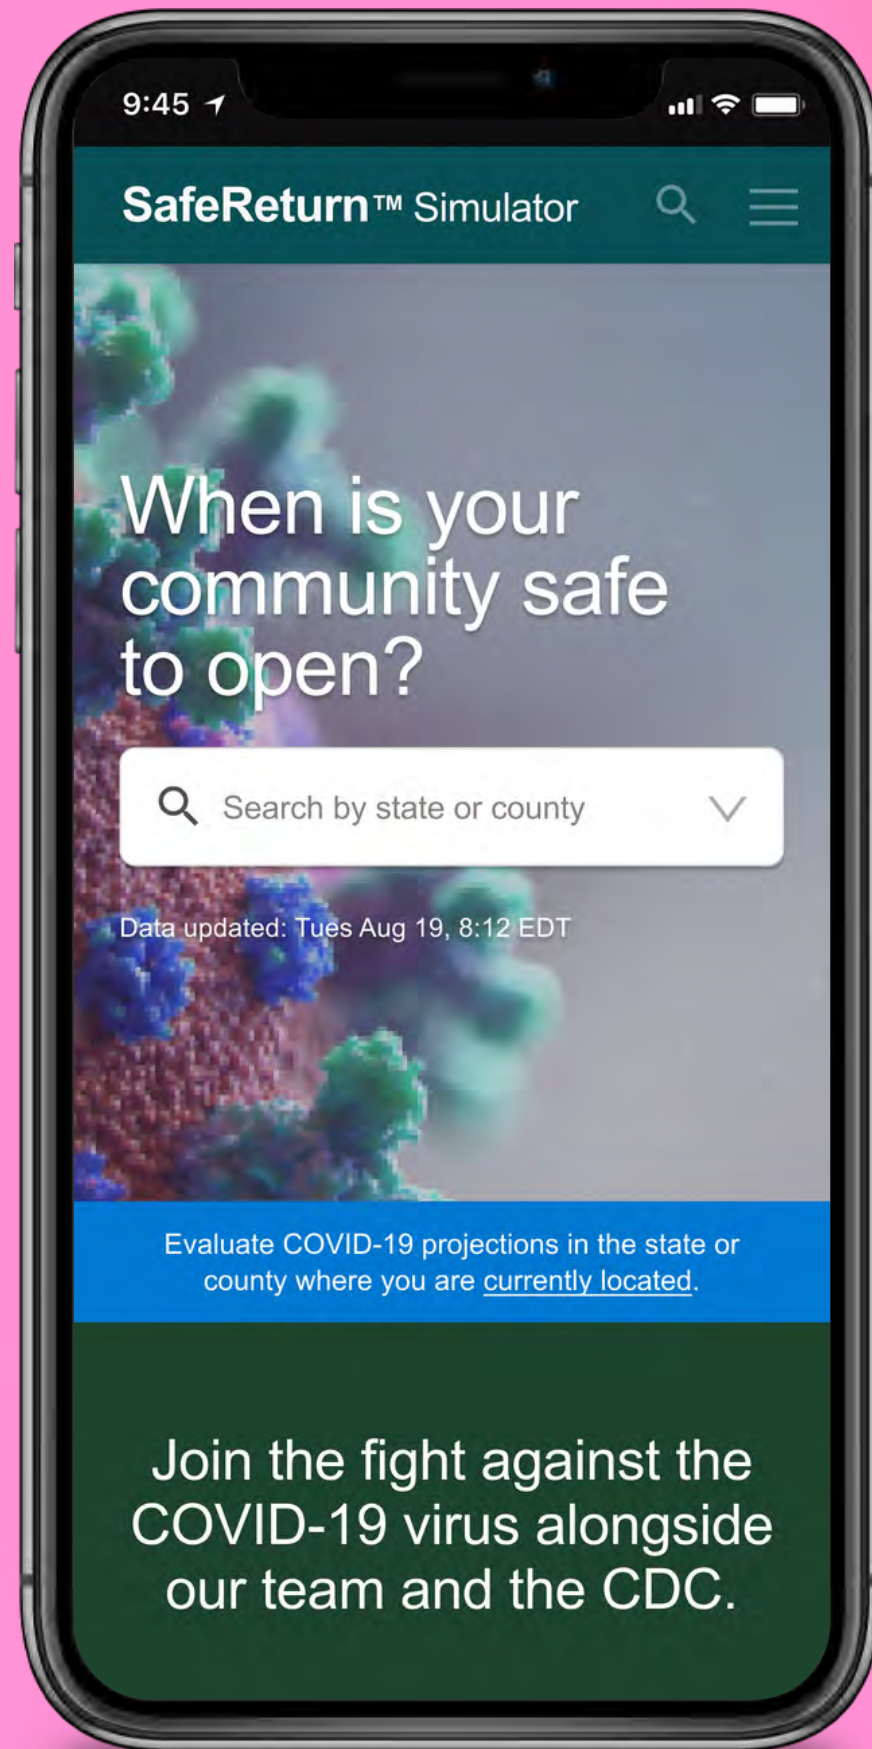 9:45
SafeReturn™ Simulator
When is your
community safe
to open?
Search by state or county
Data updated: Tues Aug 19, 8:12 EDT
Evaluate COVID-19 projections in the state or
county where you are currently located.
Join the fight against the
COVID-19 virus alongside
our team and the CDC.